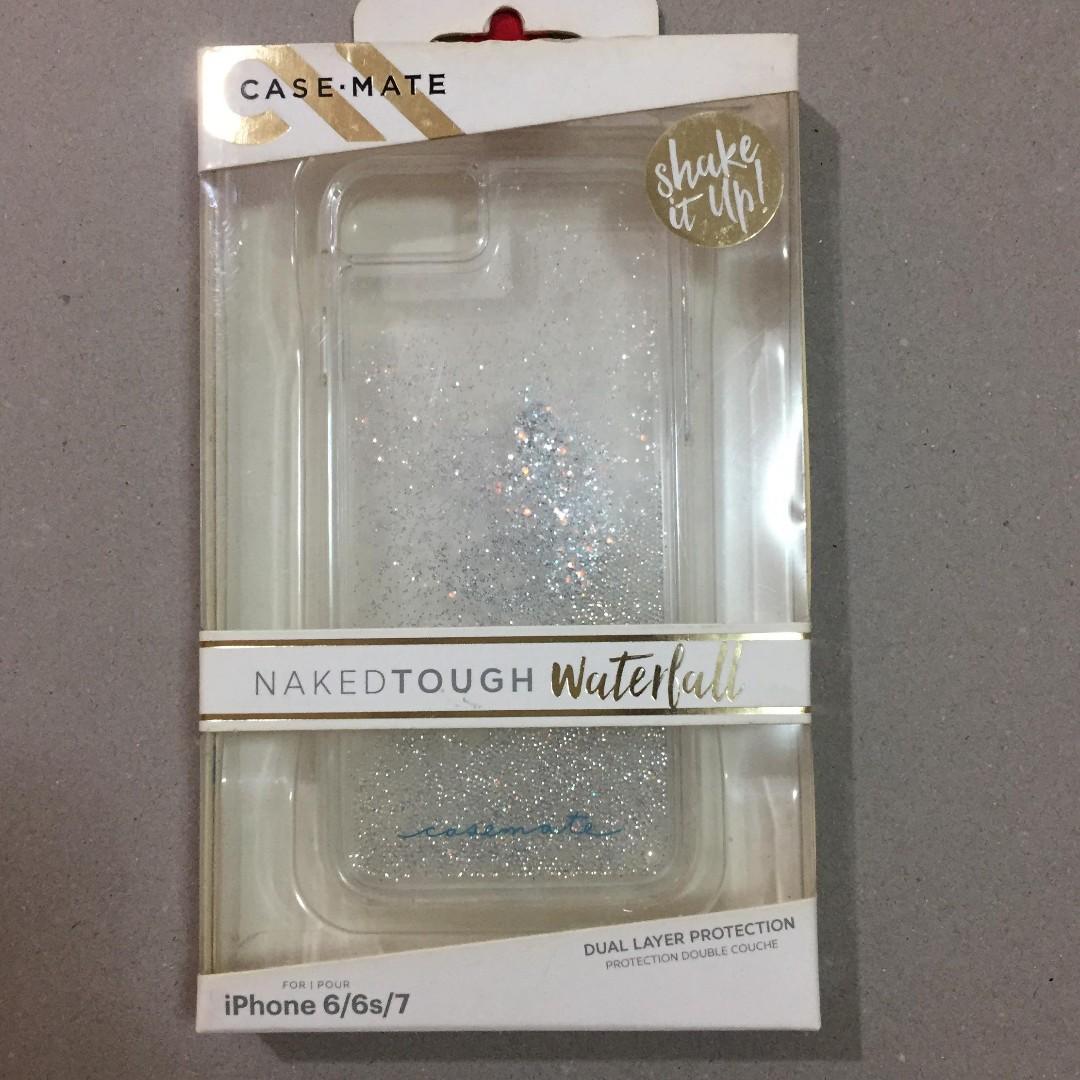 CASE·MATE
shake
it up!
NAKEDTOUGH Waterfall
casemate
DUAL LAYER PROTECTION
PROTECTION DOUBLE COUCHE
FOR | POUR
iPhone 6/6s/7